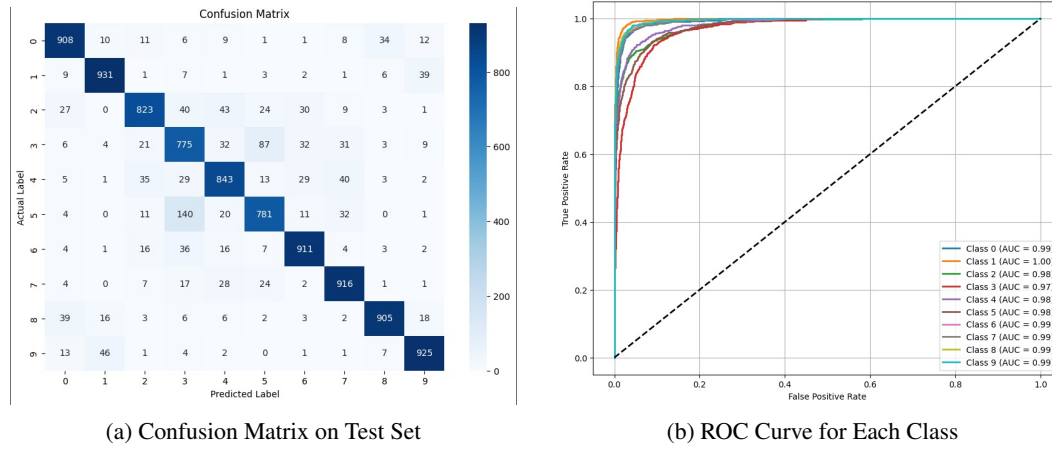 Confusion Matrix
Actual Label
0 908 10 11 6 9 1 1 8 34 12
1 9 931 1 7 1 3 2 1 6 39
2 27 0 823 40 43 24 30 9 3 1
3 6 4 21 775 32 87 32 31 3 9
4 5 1 35 29 843 13 29 40 3 2
5 4 0 11 140 20 781 11 32 0 1
6 4 1 16 36 16 7 911 4 3 2
7 4 0 7 17 28 24 2 916 1 1
8 39 16 3 6 6 2 3 2 905 18
9 13 46 1 4 2 0 1 1 7 925
0 1 2 3 4 5 6 7 8 9
Predicted Label
800
600
400
200
0
True Positive Rate
1.0
0.8
0.6
0.4
0.2
0.0
0.0 0.2 0.4 0.6 0.8 1.0
False Positive Rate
Class 0 (AUC = 0.99)
Class 1 (AUC = 1.00)
Class 2 (AUC = 0.98)
Class 3 (AUC = 0.97)
Class 4 (AUC = 0.98)
Class 5 (AUC = 0.98)
Class 6 (AUC = 0.99)
Class 7 (AUC = 0.99)
Class 8 (AUC = 0.99)
Class 9 (AUC = 0.99)
(a) Confusion Matrix on Test Set
(b) ROC Curve for Each Class